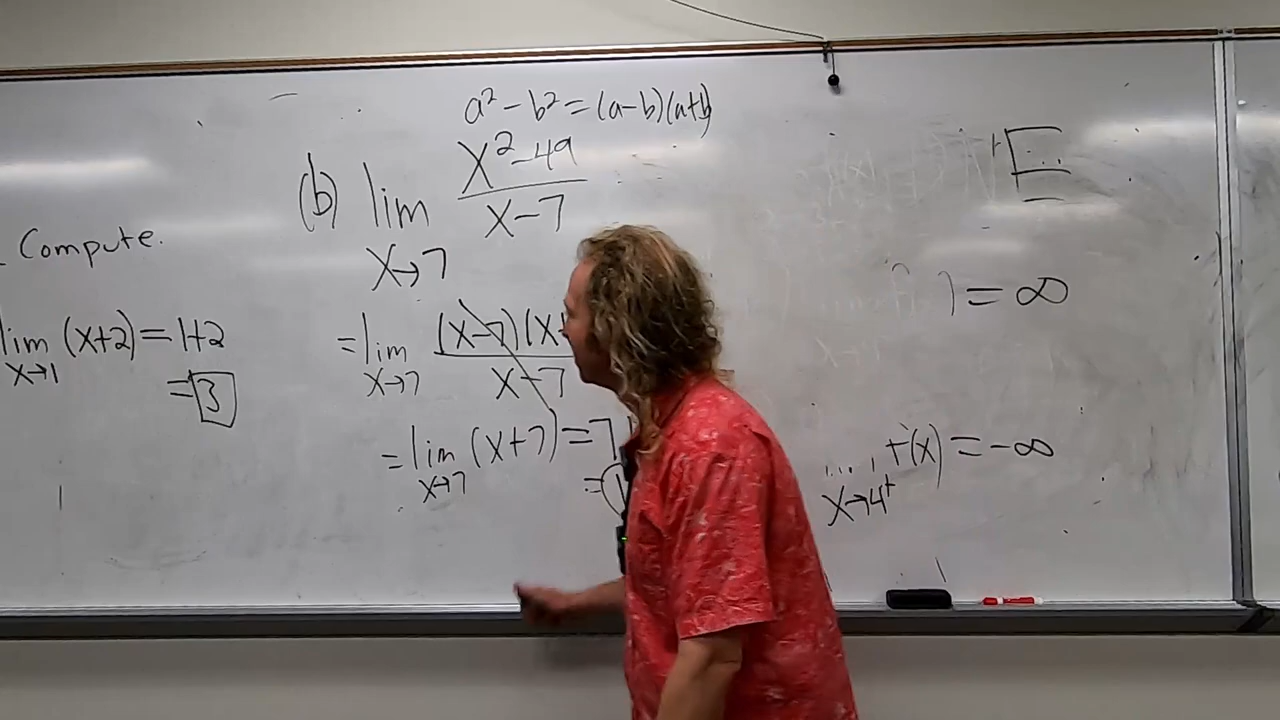 Compute.
lim (x+2) = 1+2
x→1
= 3
a² - b² = (a-b)(a+b)
(b) lim x²-49
x-7
x→7
= lim (x-7)(x+
x→7 x-7
= lim (x+7) = 7
x→7
=
) = ∞
f(x) = -∞
x→4⁺